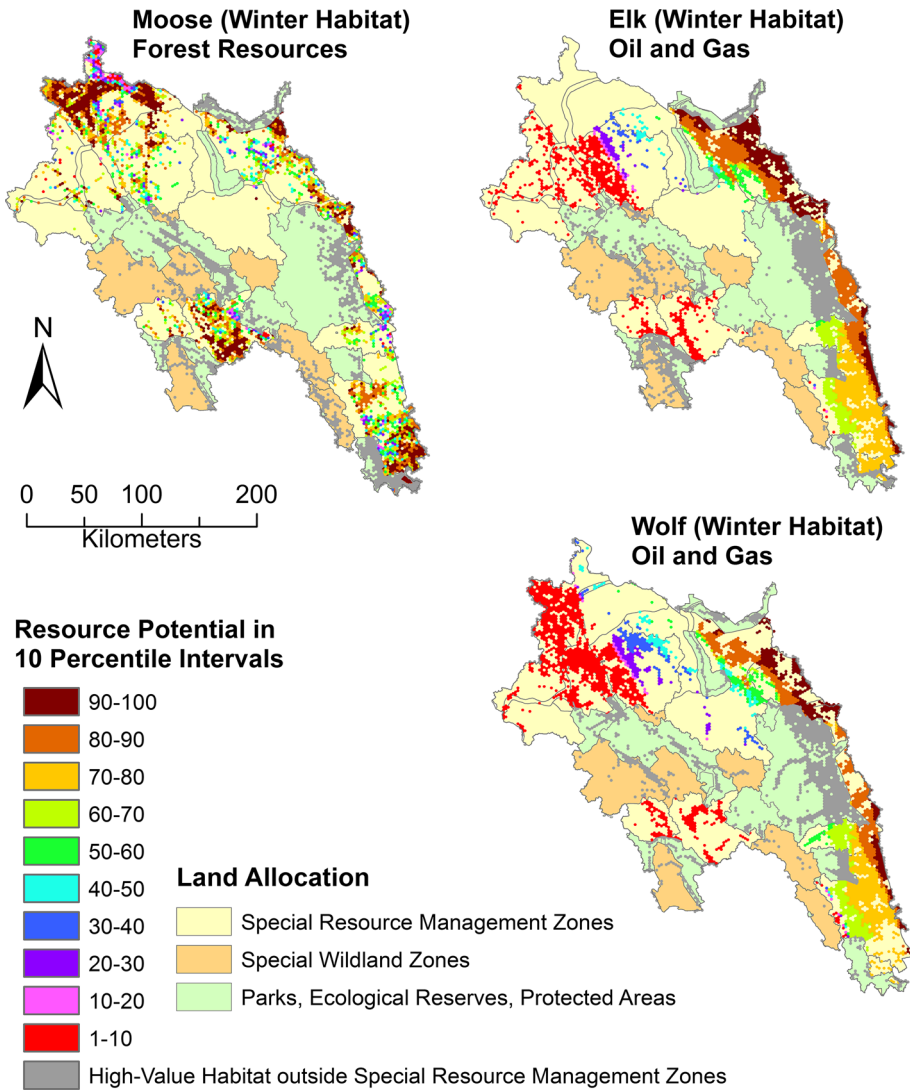 Moose (Winter Habitat)
Forest Resources
Elk (Winter Habitat)
Oil and Gas
N
0 50 100 200
Kilometers
Wolf (Winter Habitat)
Oil and Gas
Resource Potential in
10 Percentile Intervals
90-100
80-90
70-80
60-70
50-60
40-50
30-40
20-30
10-20
1-10
High-Value Habitat outside Special Resource Management Zones
Land Allocation
Special Resource Management Zones
Special Wildland Zones
Parks, Ecological Reserves, Protected Areas